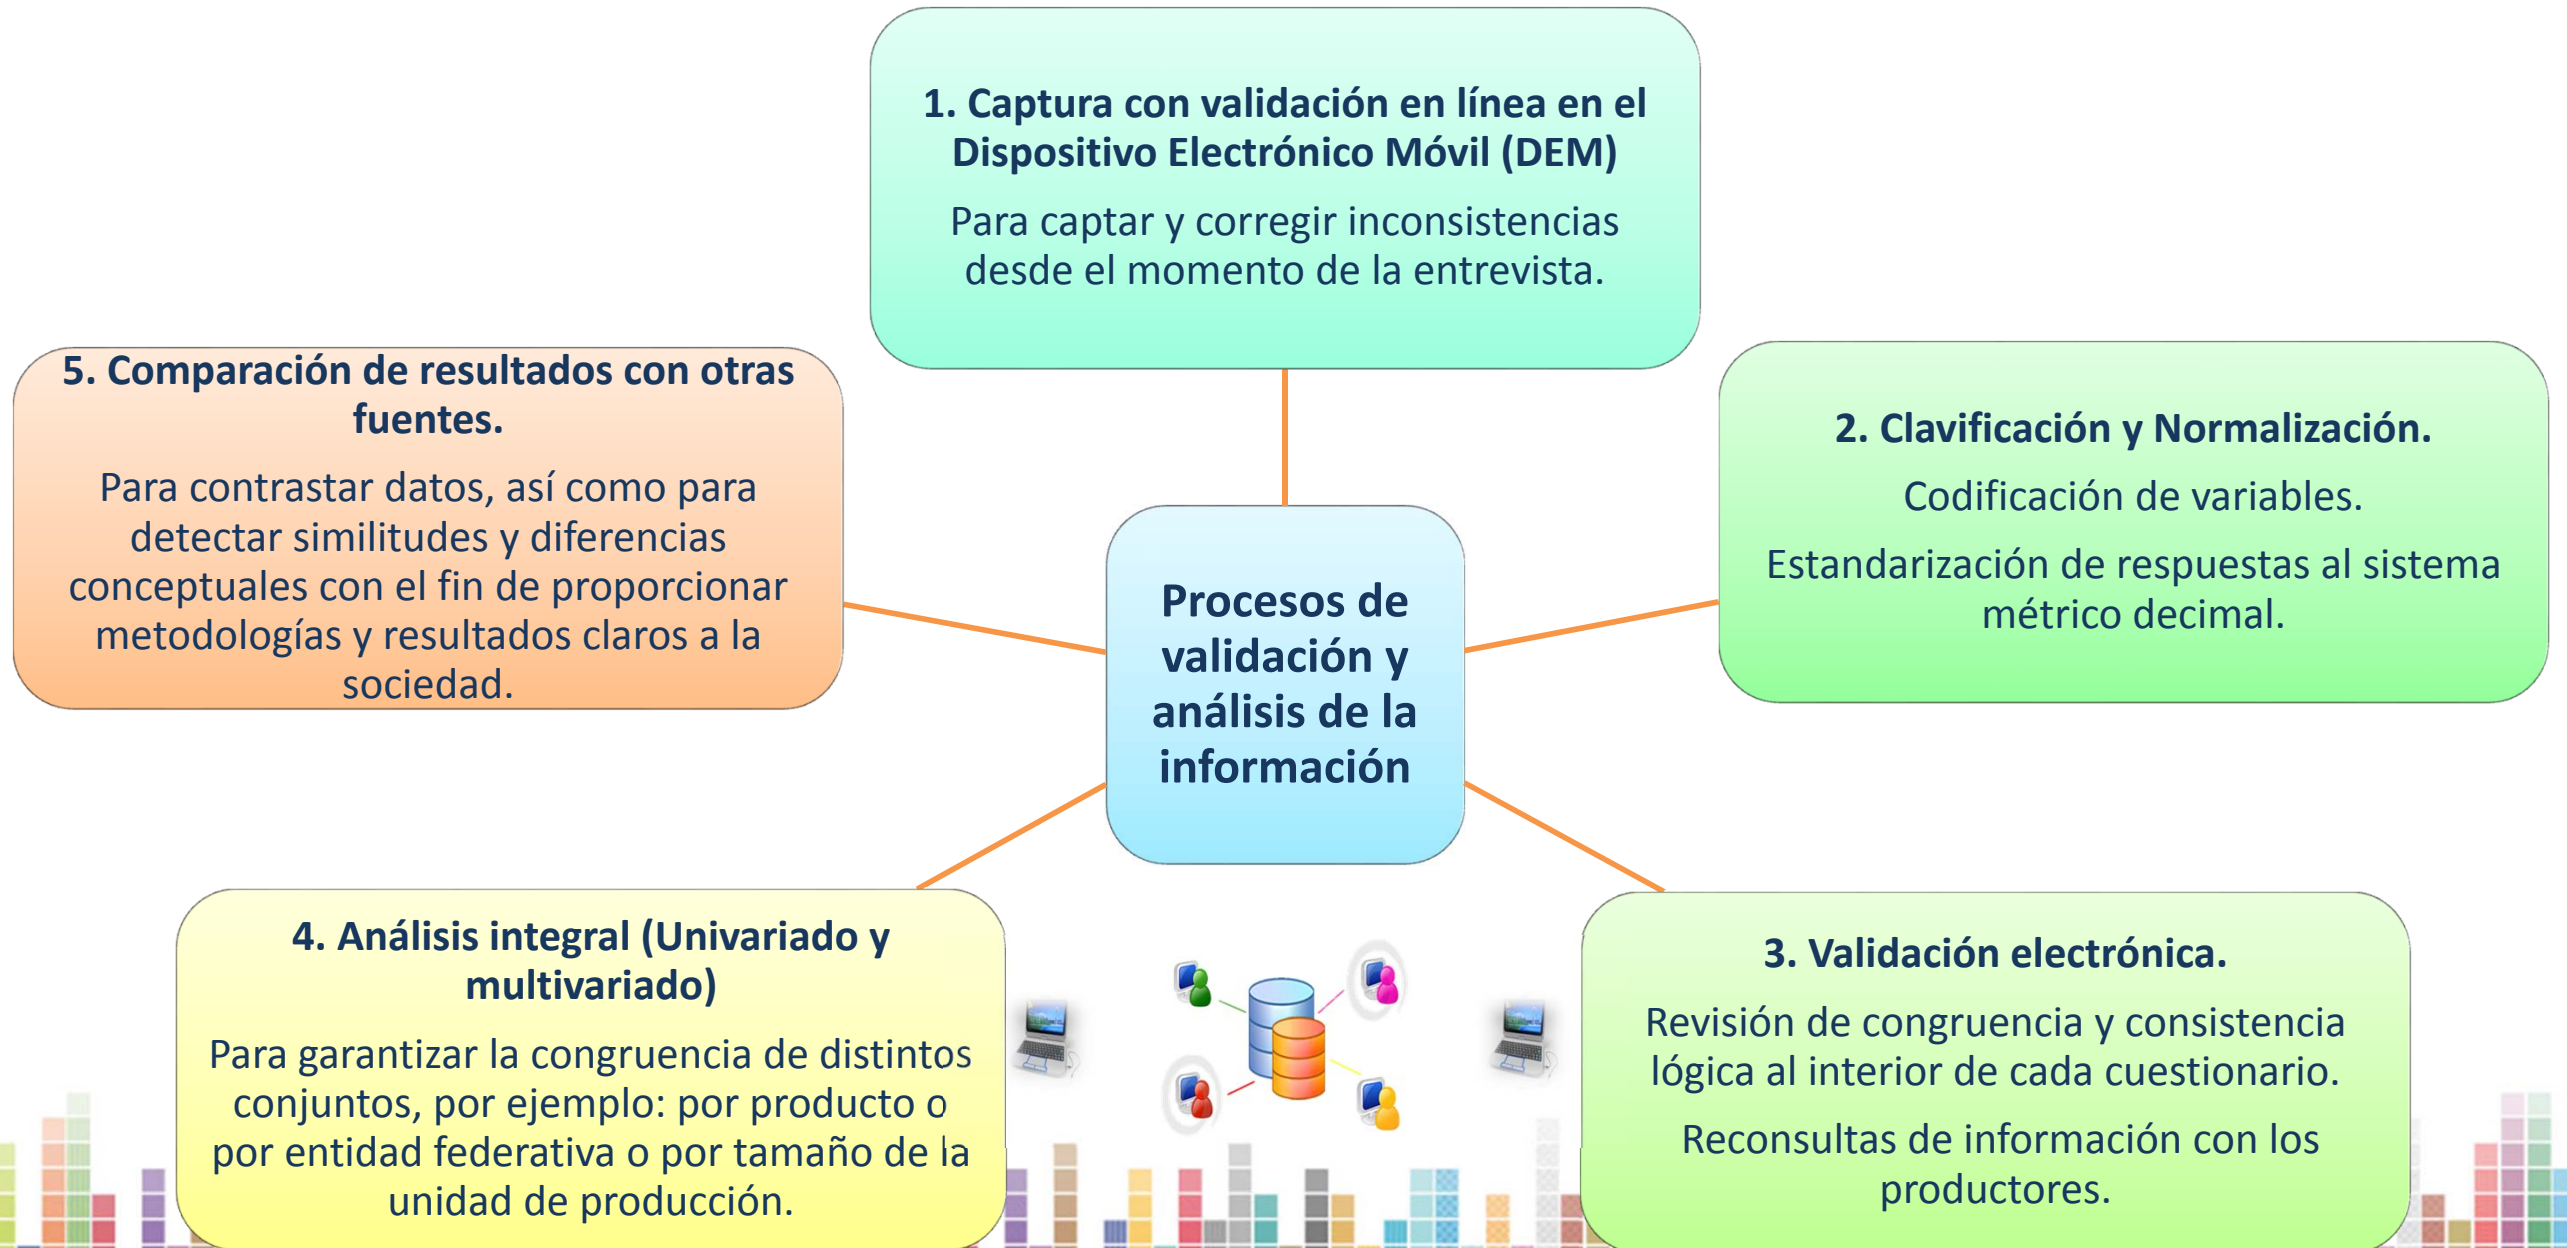 1. Captura con validación en línea en el
Dispositivo Electrónico Móvil (DEM)
Para captar y corregir inconsistencias
desde el momento de la entrevista.
2. Clavificación y Normalización.
Codificación de variables.
Estandarización de respuestas al sistema
métrico decimal.
3. Validación electrónica.
Revisión de congruencia y consistencia
lógica al interior de cada cuestionario.
Reconsultas de información con los
productores.
4. Análisis integral (Univariado y
multivariado)
Para garantizar la congruencia de distintos
conjuntos, por ejemplo: por producto o
por entidad federativa o por tamaño de la
unidad de producción.
5. Comparación de resultados con otras
fuentes.
Para contrastar datos, así como para
detectar similitudes y diferencias
conceptuales con el fin de proporcionar
metodologías y resultados claros a la
sociedad.
Procesos de
validación y
análisis de la
información